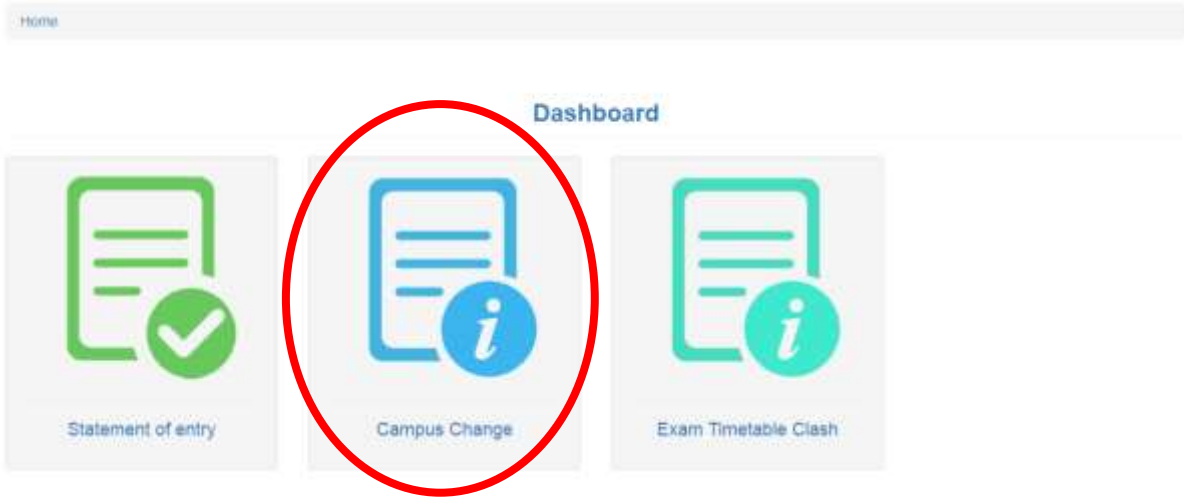 Home
Dashboard
Statement of entry
Campus Change
Exam Timetable Clash